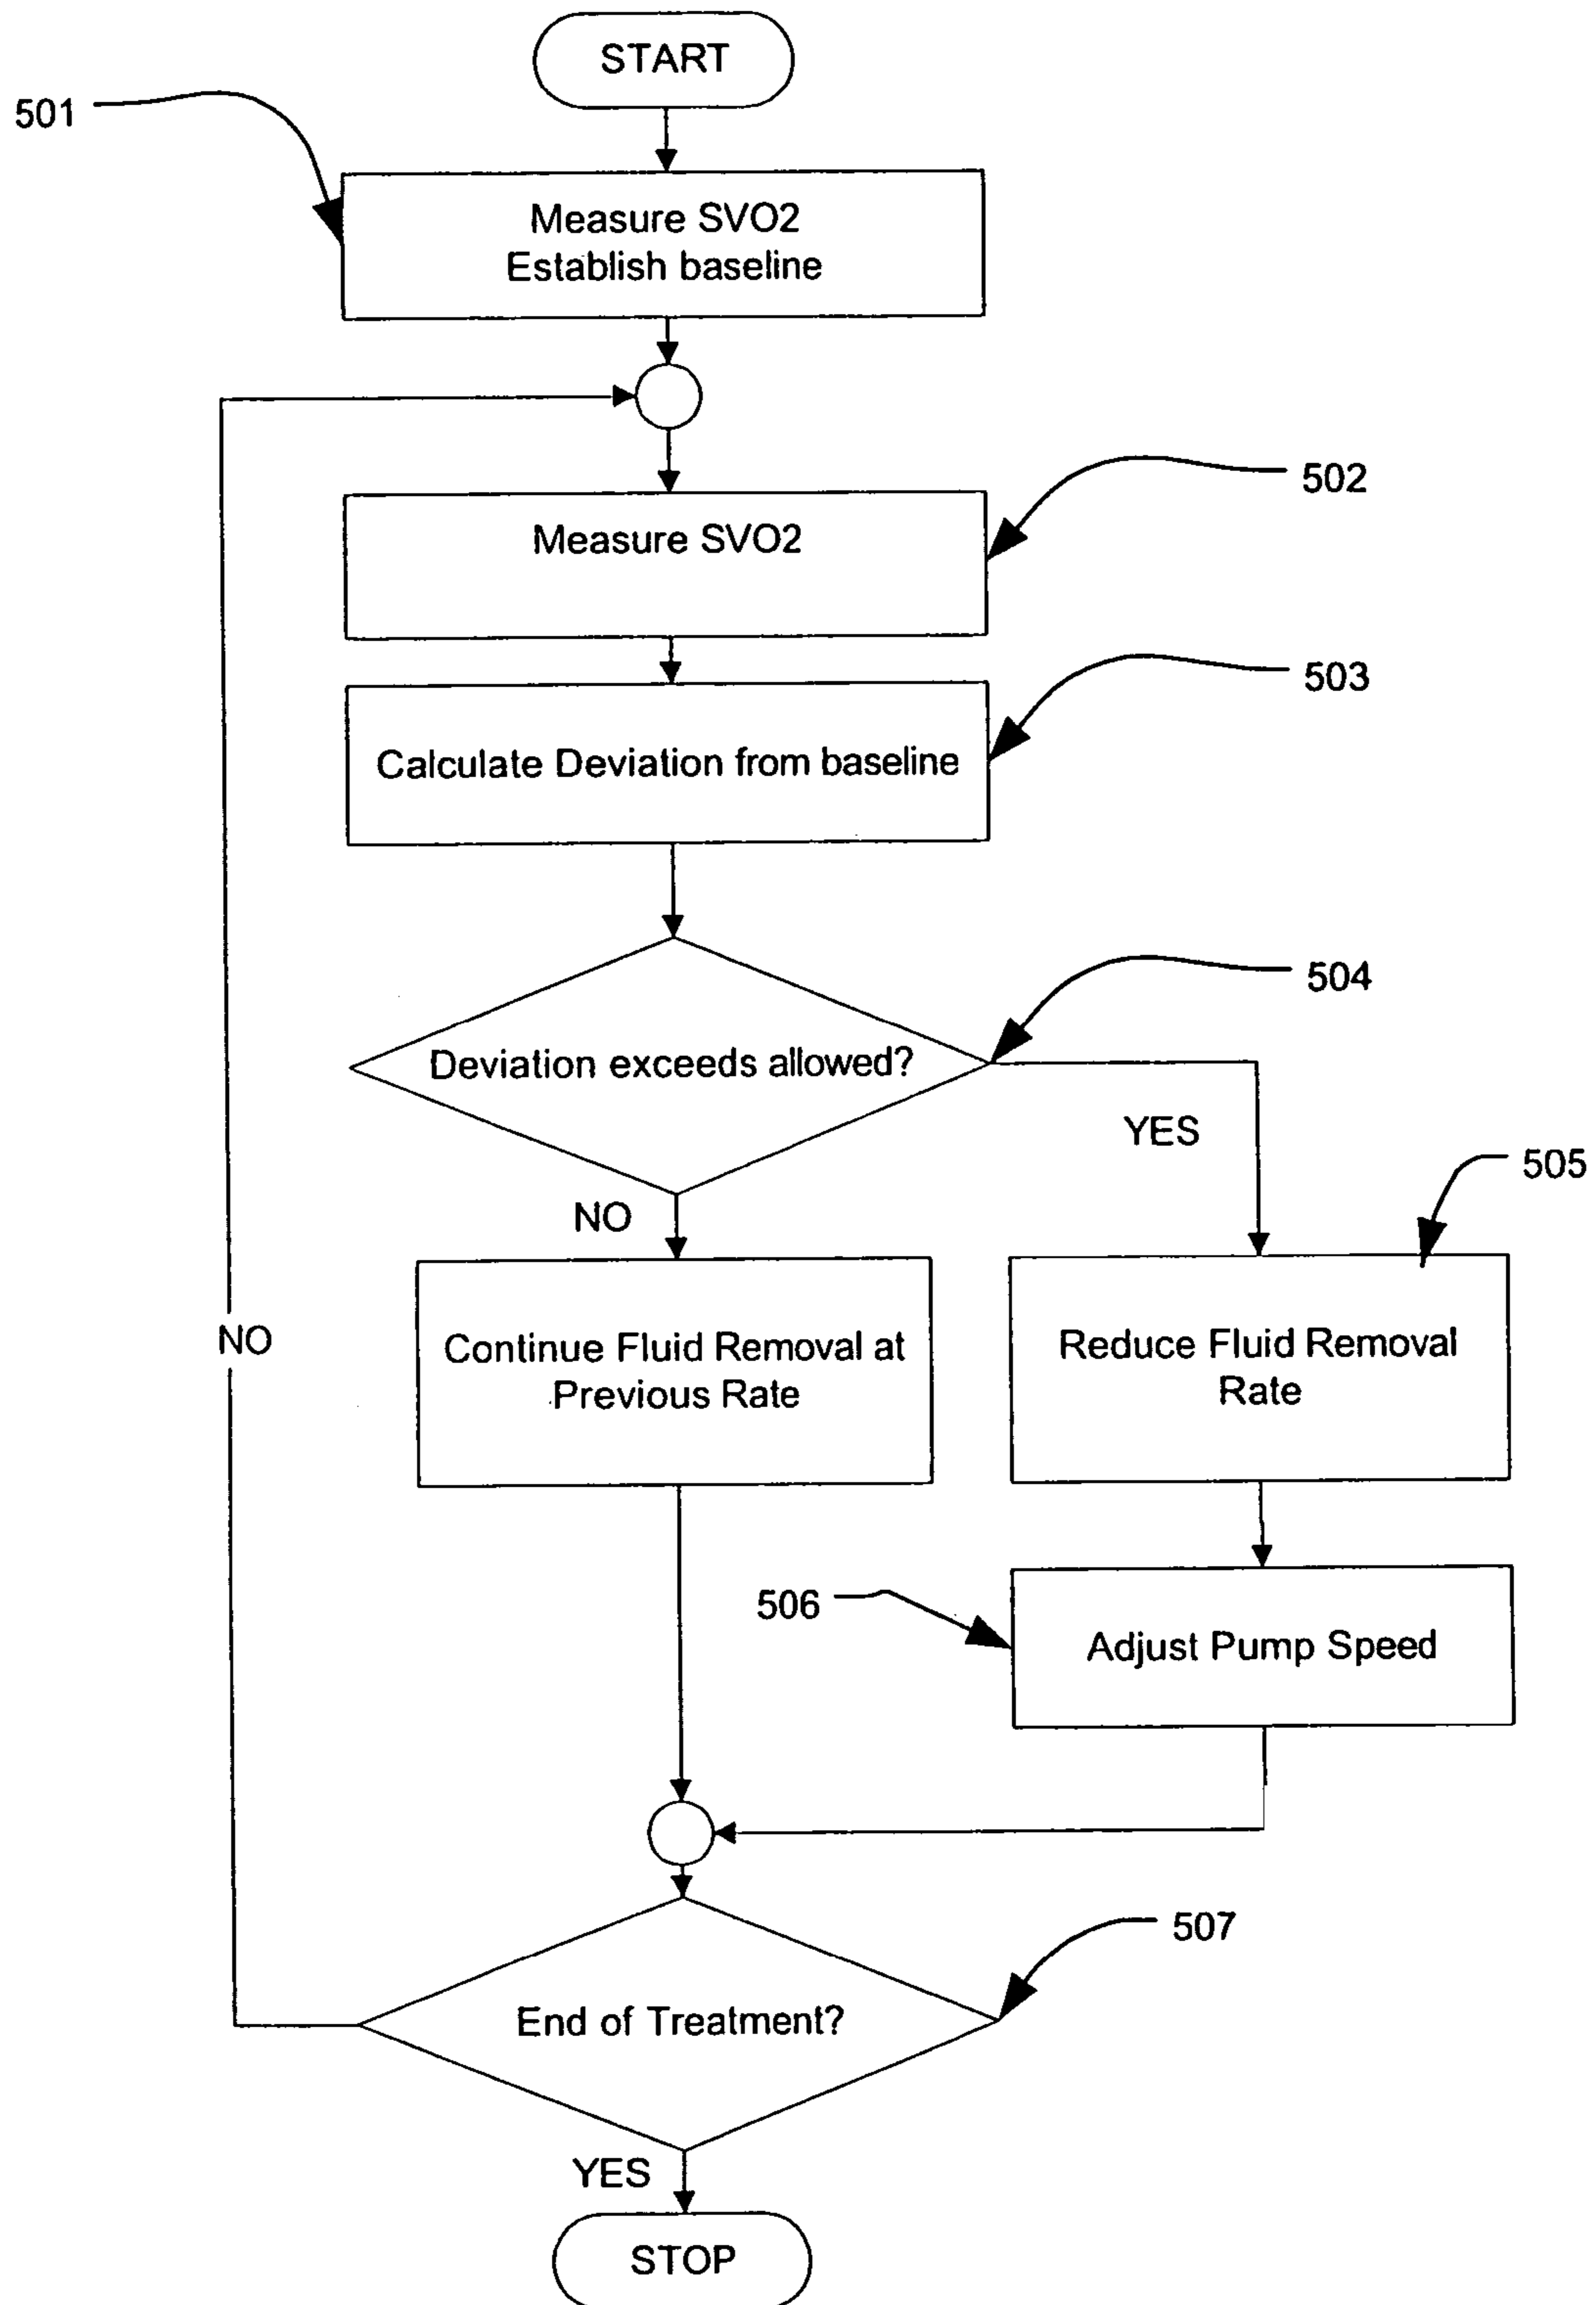 START
501
Measure SVO2
Establish baseline
502
Measure SVO2
503
Calculate Deviation from baseline
504
Deviation exceeds allowed?
YES
505
NO
NO
Continue Fluid Removal at
Previous Rate
Reduce Fluid Removal
Rate
506
Adjust Pump Speed
507
End of Treatment?
YES
STOP